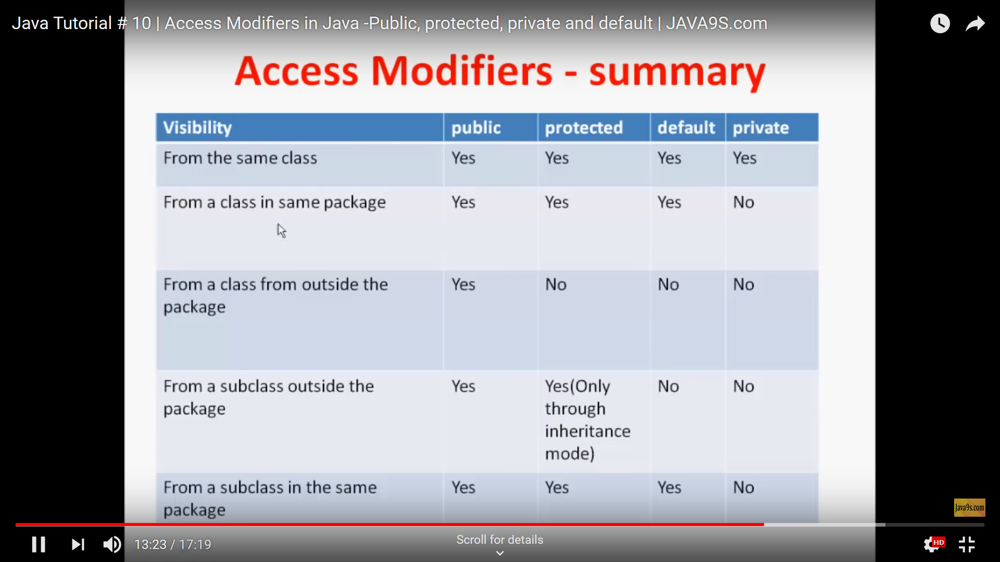 Java Tutorial # 10 | Access Modifiers in Java -Public, protected, private and default | JAVA9S.com
Access Modifiers - summary
Visibility public protected default private
From the same class Yes Yes Yes Yes
From a class in same package Yes Yes Yes No
From a class from outside the Yes No No No
package
From a subclass outside the Yes Yes(Only No No
package through
inheritance
mode)
From a subclass in the same Yes Yes Yes No
package
Java9s.com
13:23 / 17:19
Scroll for details
HD